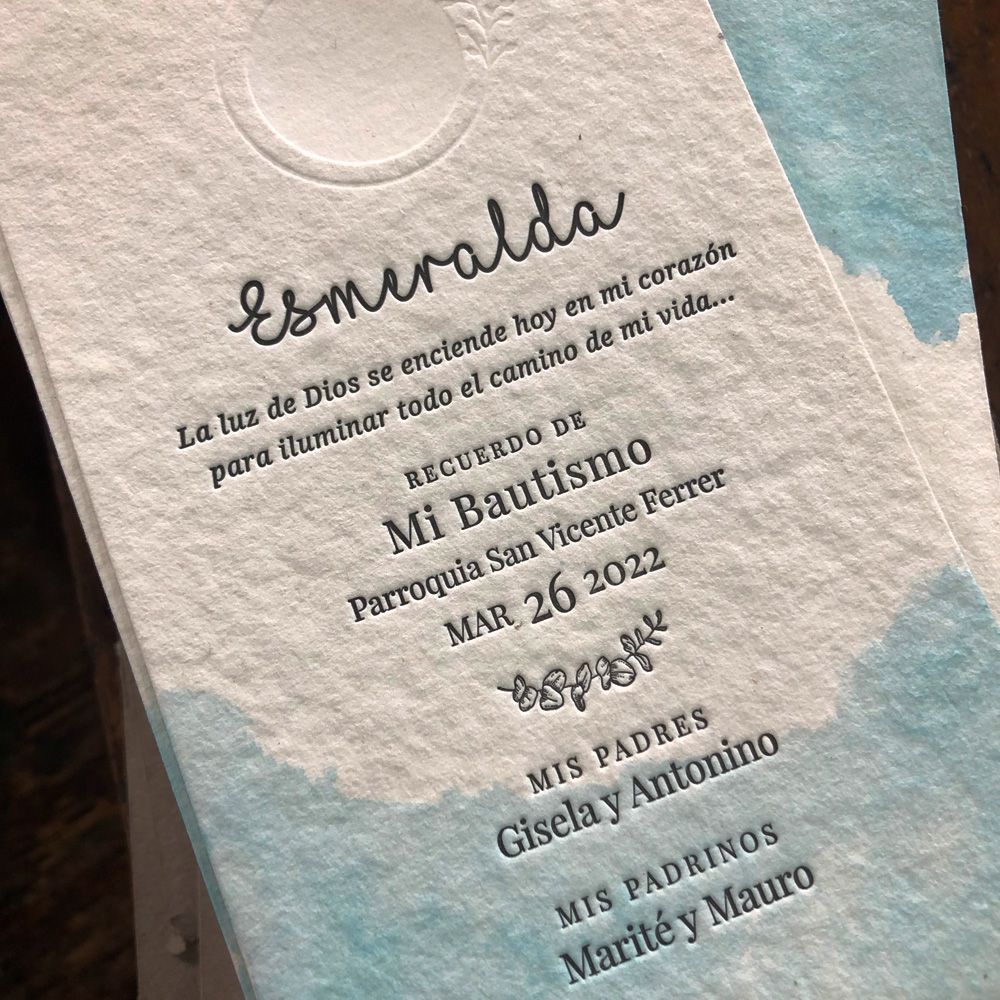 Esmeralda
La luz de Dios se enciende hoy en mi corazón
para iluminar todo el camino de mi vida...
RECUERDO DE
Mi Bautismo
Parroquia San Vicente Ferrer
MAR 26 2022
MIS PADRES
Gisela y Antonino
MIS PADRINOS
Marité y Mauro